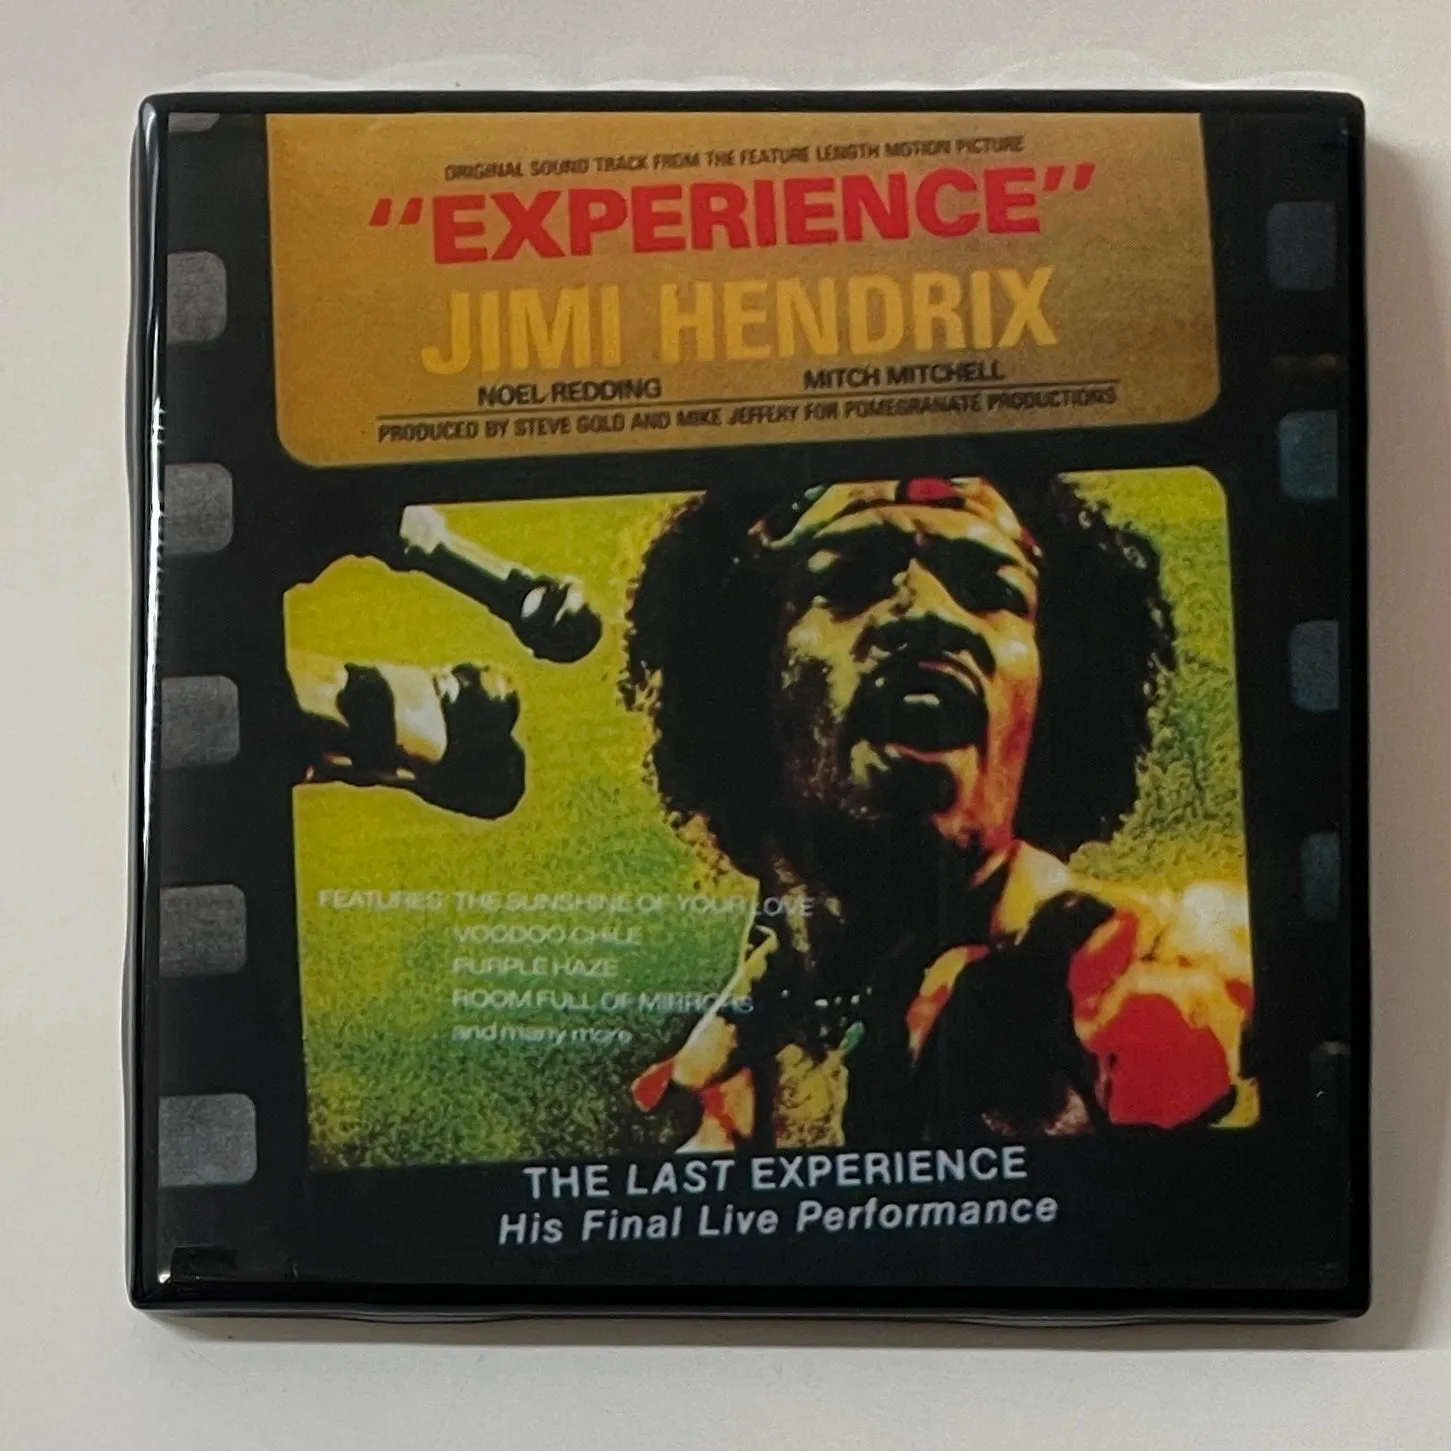 ORIGINAL SOUND TRACK FROM THE FEATURE LENGTH MOTION PICTURE
"EXPERIENCE"
JIMI HENDRIX
NOEL REDDING MITCH MITCHELL
PRODUCED BY STEVE GOLD AND MIKE JEFFERY FOR POMEGRANATE PRODUCTIONS
FEATURES' THE SUNSHINE OF YOUR LOVE
VOODOO CHILE
PURPLE HAZE
ROOM FULL OF MIRRORS
and many more
THE LAST EXPERIENCE
His Final Live Performance